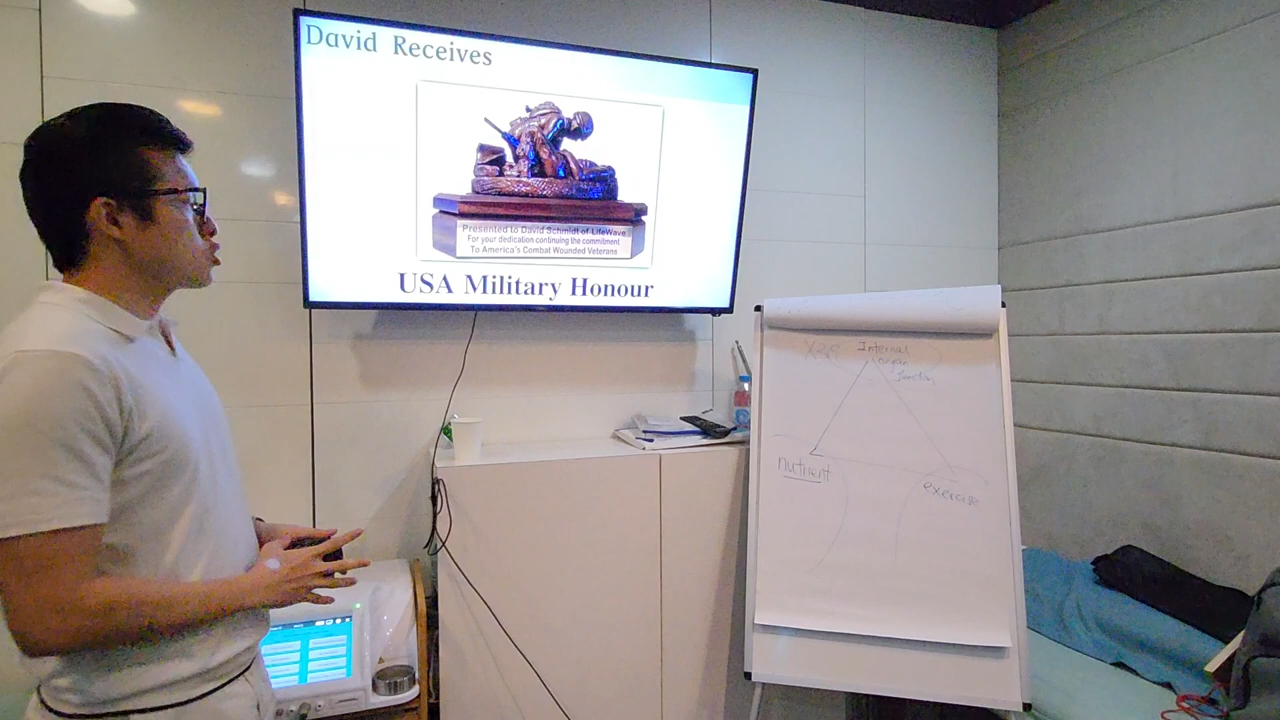 David Receives
Presented to David Schmidt of LifeWave
For your dedication continuing the commitment
To America's Combat Wounded Veterans
USA Military Honour
Internal
organ
function
nutrient
exercise